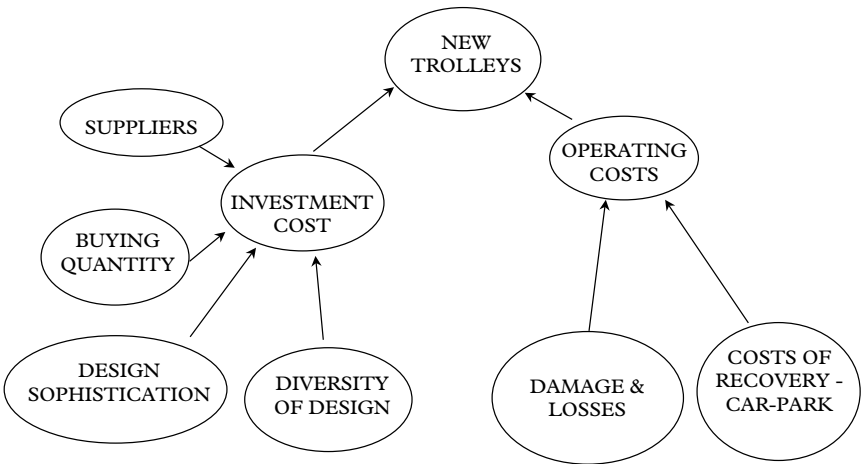 NEW
TROLLEYS
SUPPLIERS
OPERATING
COSTS
INVESTMENT
COST
BUYING
QUANTITY
DESIGN
SOPHISTICATION
DIVERSITY
OF DESIGN
DAMAGE &
LOSSES
COSTS OF
RECOVERY -
CAR-PARK